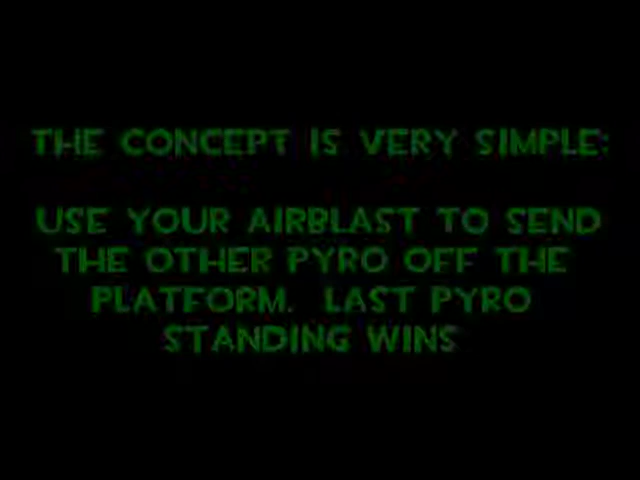 THE CONCEPT IS VERY SIMPLE:
USE YOUR AIRBLAST TO SEND
THE OTHER PYRO OFF THE
PLATFORM. LAST PYRO
STANDING WINS